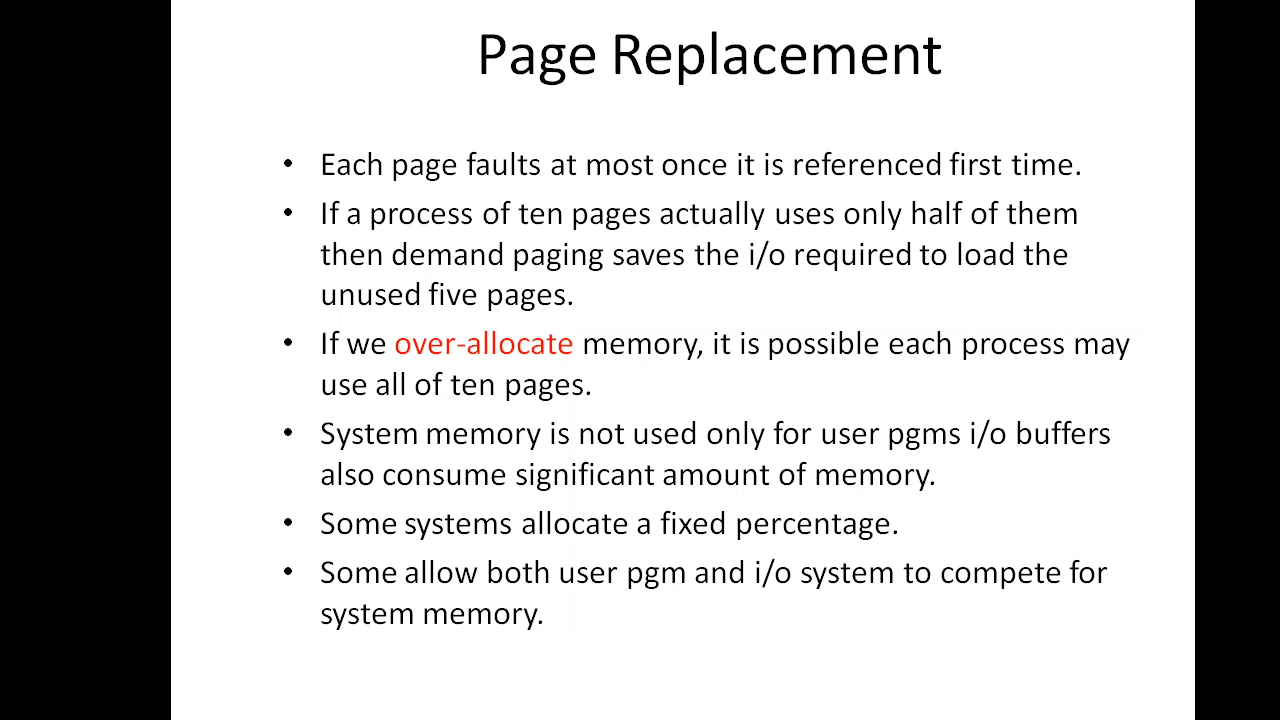 Page Replacement
• Each page faults at most once it is referenced first time.
• If a process of ten pages actually uses only half of them
then demand paging saves the i/o required to load the
unused five pages.
• If we over-allocate memory, it is possible each process may
use all of ten pages.
• System memory is not used only for user pgms i/o buffers
also consume significant amount of memory.
• Some systems allocate a fixed percentage.
• Some allow both user pgm and i/o system to compete for
system memory.